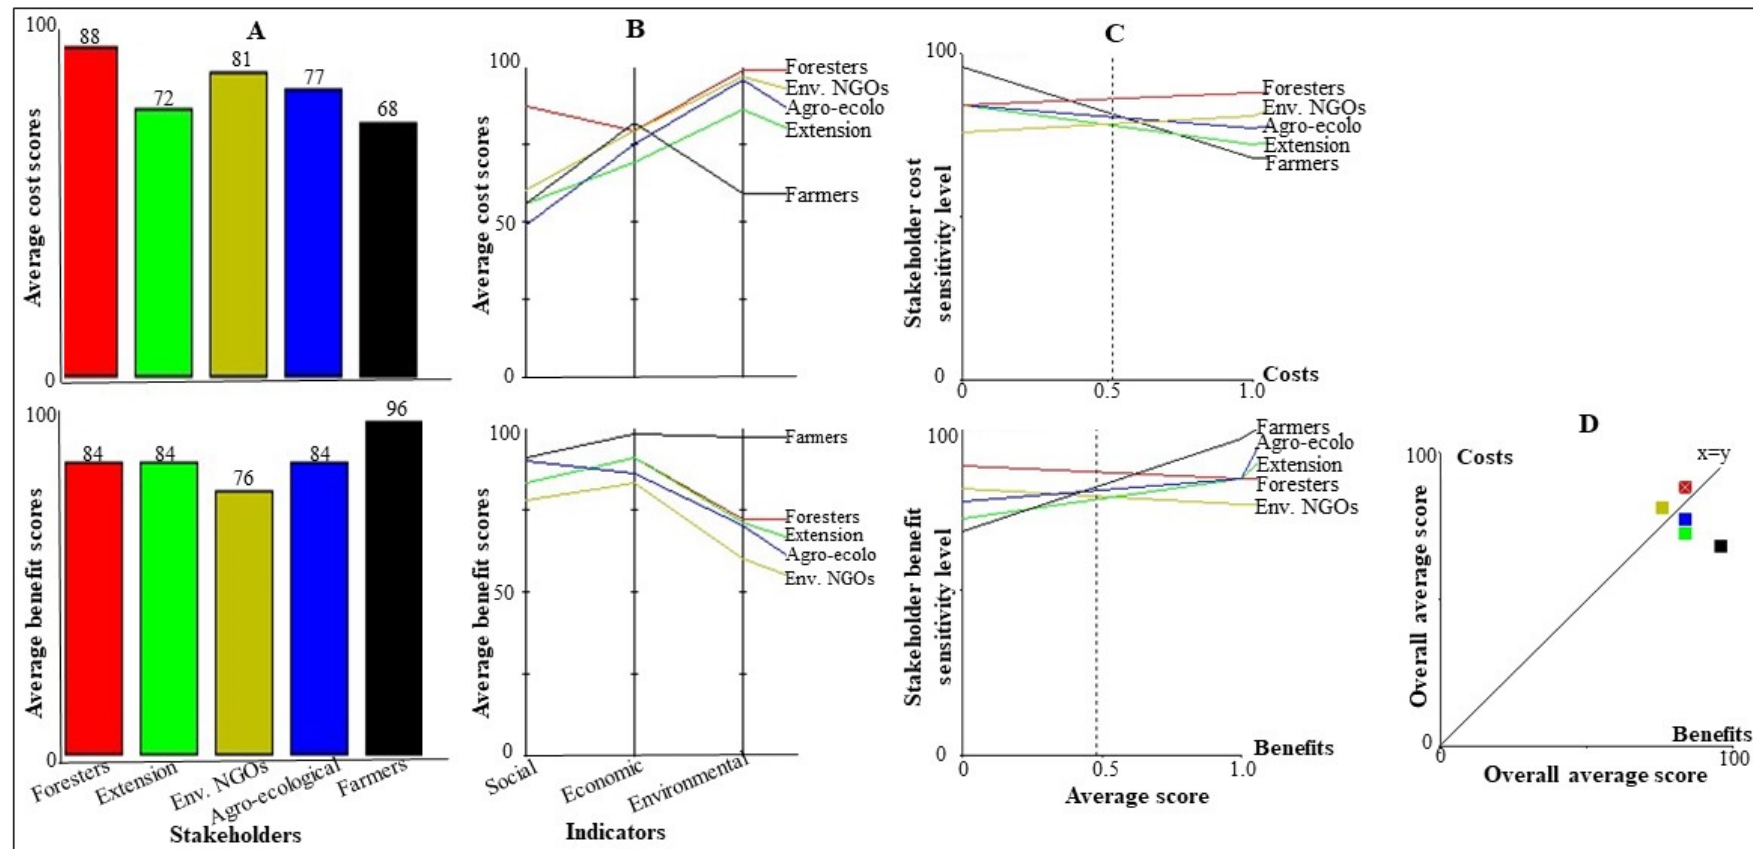 A
100
88
72
81
77
68
Average cost scores
0
100
84
84
76
84
96
Average benefit scores
0
Foresters
Extension
Env. NGOs
Agro-ecological
Farmers
Stakeholders
B
100
Foresters
Env. NGOs
Agro-ecolo
Extension
Farmers
Average cost scores
50
0
100
Farmers
Foresters
Extension
Agro-ecolo
Env. NGOs
Average benefit scores
50
0
Social
Economic
Environmental
Indicators
C
100
Foresters
Env. NGOs
Agro-ecolo
Extension
Farmers
Stakeholder cost
sensitivity level
0
0
0.5
1.0
Costs
100
Farmers
Agro-ecolo
Extension
Foresters
Env. NGOs
Stakeholder benefit
sensitivity level
0
0
0.5
1.0
Benefits
Average score
D
100
Costs
x=y
Overall average score
0
Benefits
0
100
Overall average score